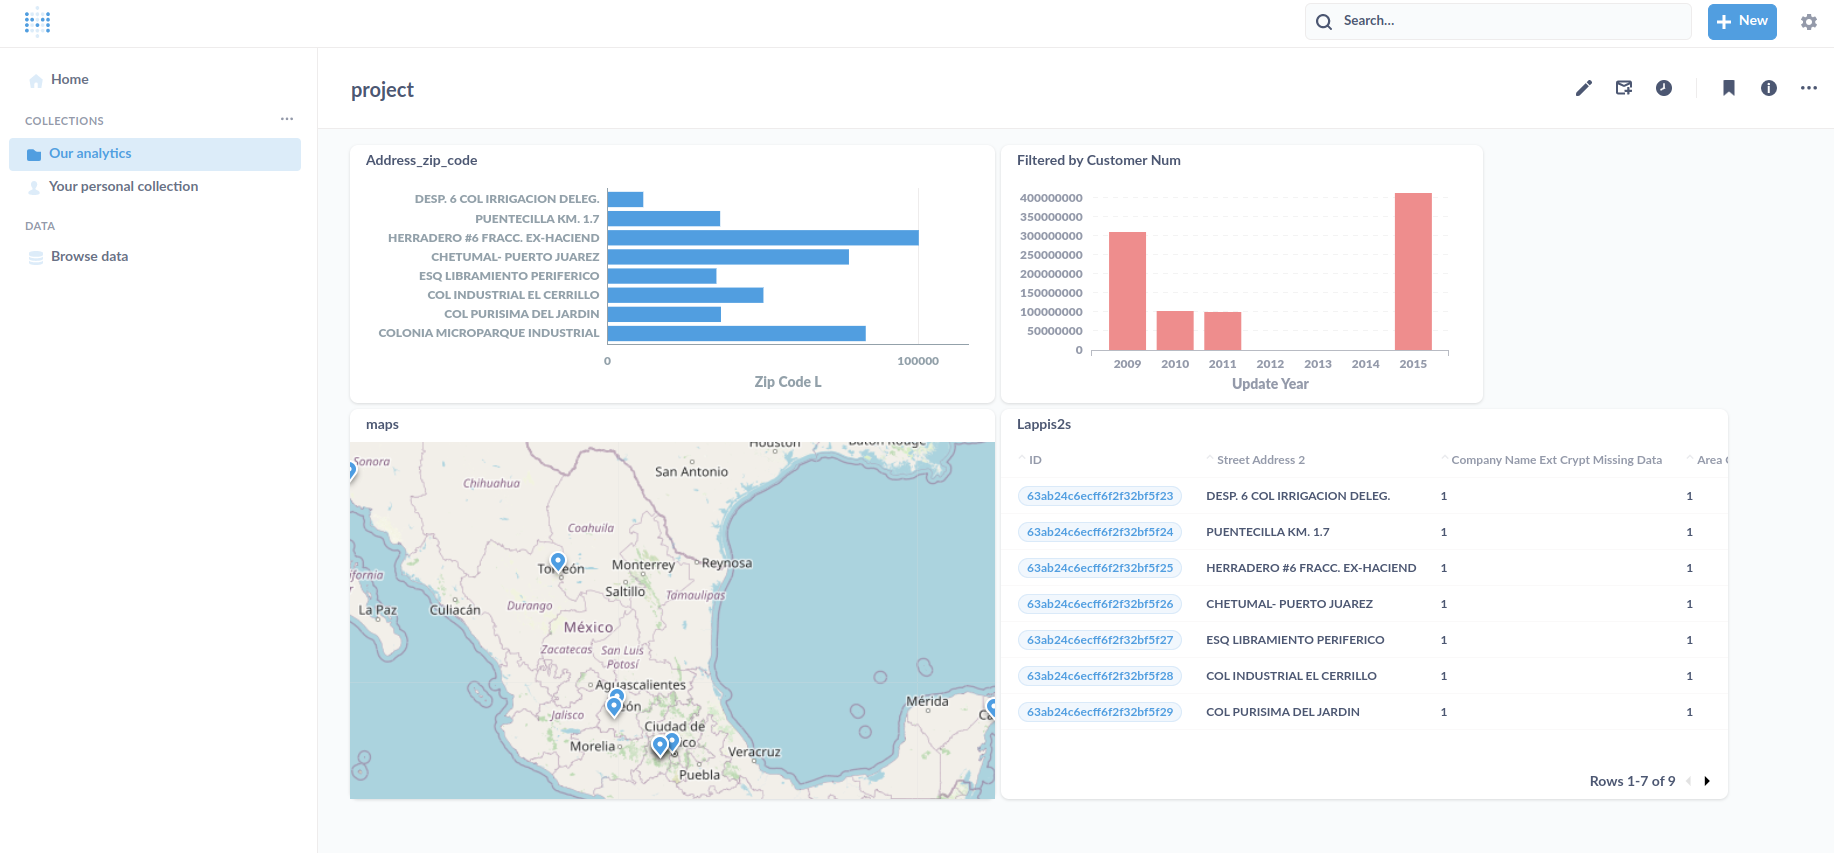 Search...
New
Home
COLLECTIONS
Our analytics
Your personal collection
DATA
Browse data
project
Address_zip_code
DESP. 6 COL IRRIGACION DELEG.
PUENTECILLA KM. 1.7
HERRADERO #6 FRACC. EX-HACIEND
CHETUMAL- PUERTO JUAREZ
ESQ LIBRAMIENTO PERIFERICO
COL INDUSTRIAL EL CERRILLO
COL PURISIMA DEL JARDIN
COLONIA MICROPARQUE INDUSTRIAL
0 100000
Zip Code L
Filtered by Customer Num
400000000
350000000
300000000
250000000
200000000
150000000
100000000
50000000
0
2009 2010 2011 2012 2013 2014 2015
Update Year
maps
Houston
Baton Rouge
Sonora
San Antonio
Chihuahua
Coahuila
Monterrey
Reynosa
Saltillo
La Paz
Culiacán
Durango
Tamaulipas
México
Zacatecas
San Luis
Potosí
Aguascalientes
Jalisco
Mérida
Ciudad de
Morelia
Veracruz
Puebla
Lappis2s
ID Street Address 2 Company Name Ext Crypt Missing Data Area
63ab24c6ecff6f2f32bf5f23 DESP. 6 COL IRRIGACION DELEG. 1 1
63ab24c6ecff6f2f32bf5f24 PUENTECILLA KM. 1.7 1 1
63ab24c6ecff6f2f32bf5f25 HERRADERO #6 FRACC. EX-HACIEND 1 1
63ab24c6ecff6f2f32bf5f26 CHETUMAL- PUERTO JUAREZ 1 1
63ab24c6ecff6f2f32bf5f27 ESQ LIBRAMIENTO PERIFERICO 1 1
63ab24c6ecff6f2f32bf5f28 COL INDUSTRIAL EL CERRILLO 1 1
63ab24c6ecff6f2f32bf5f29 COL PURISIMA DEL JARDIN 1 1
Rows 1-7 of 9